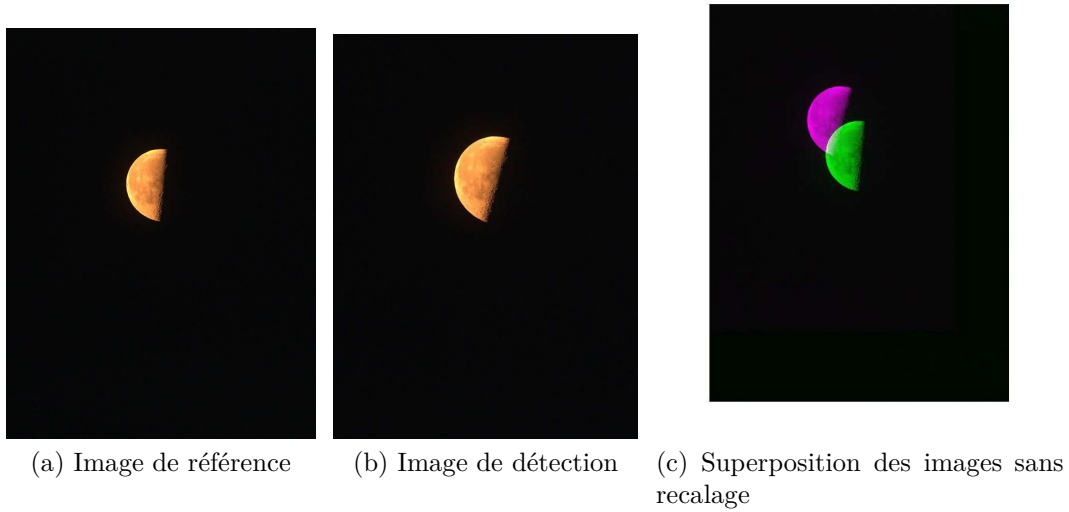 (a) Image de référence
(b) Image de détection
(c) Superposition des images sans
recalage